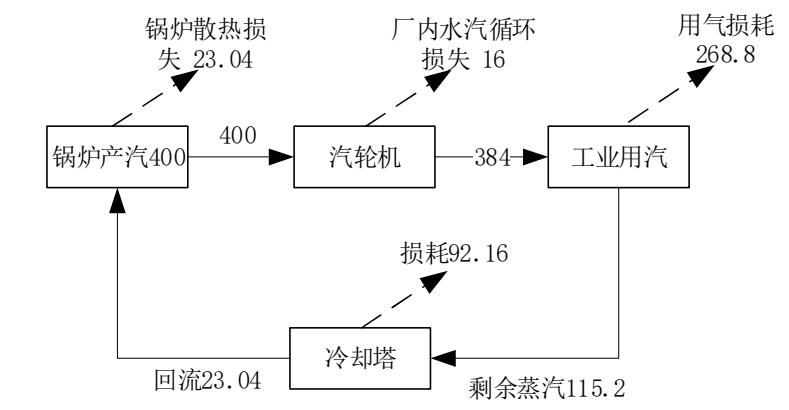 锅炉散热损
失 23.04
厂内水汽循环
损失 16
用气损耗
268.8
锅炉产汽400
400
汽轮机
384
工业用汽
损耗92.16
冷却塔
回流23.04
剩余蒸汽115.2